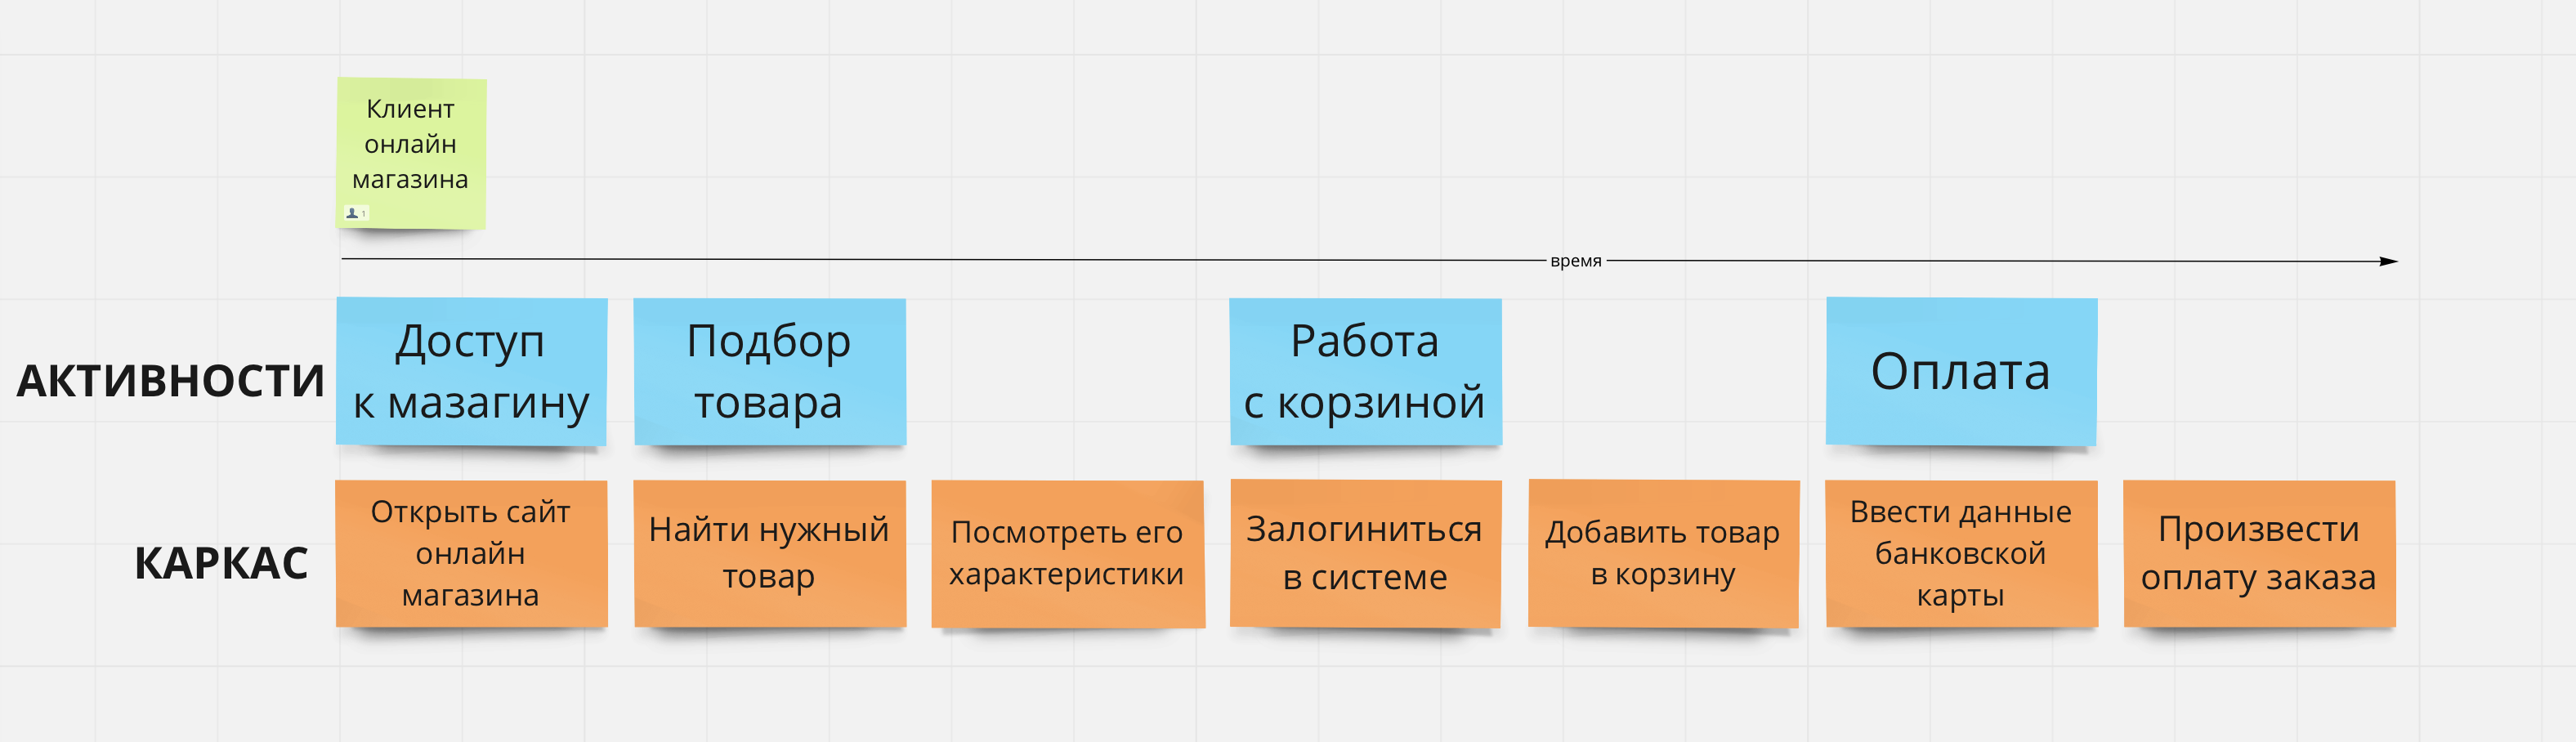 Клиент
онлайн
магазина
1
время
АКТИВНОСТИ
Доступ
к мазагину
Подбор
товара
Работа
с корзиной
Оплата
КАРКАС
Открыть сайт
онлайн
магазина
Найти нужный
товар
Посмотреть его
характеристики
Залогиниться
в системе
Добавить товар
в корзину
Ввести данные
банковской
карты
Произвести
оплату заказа